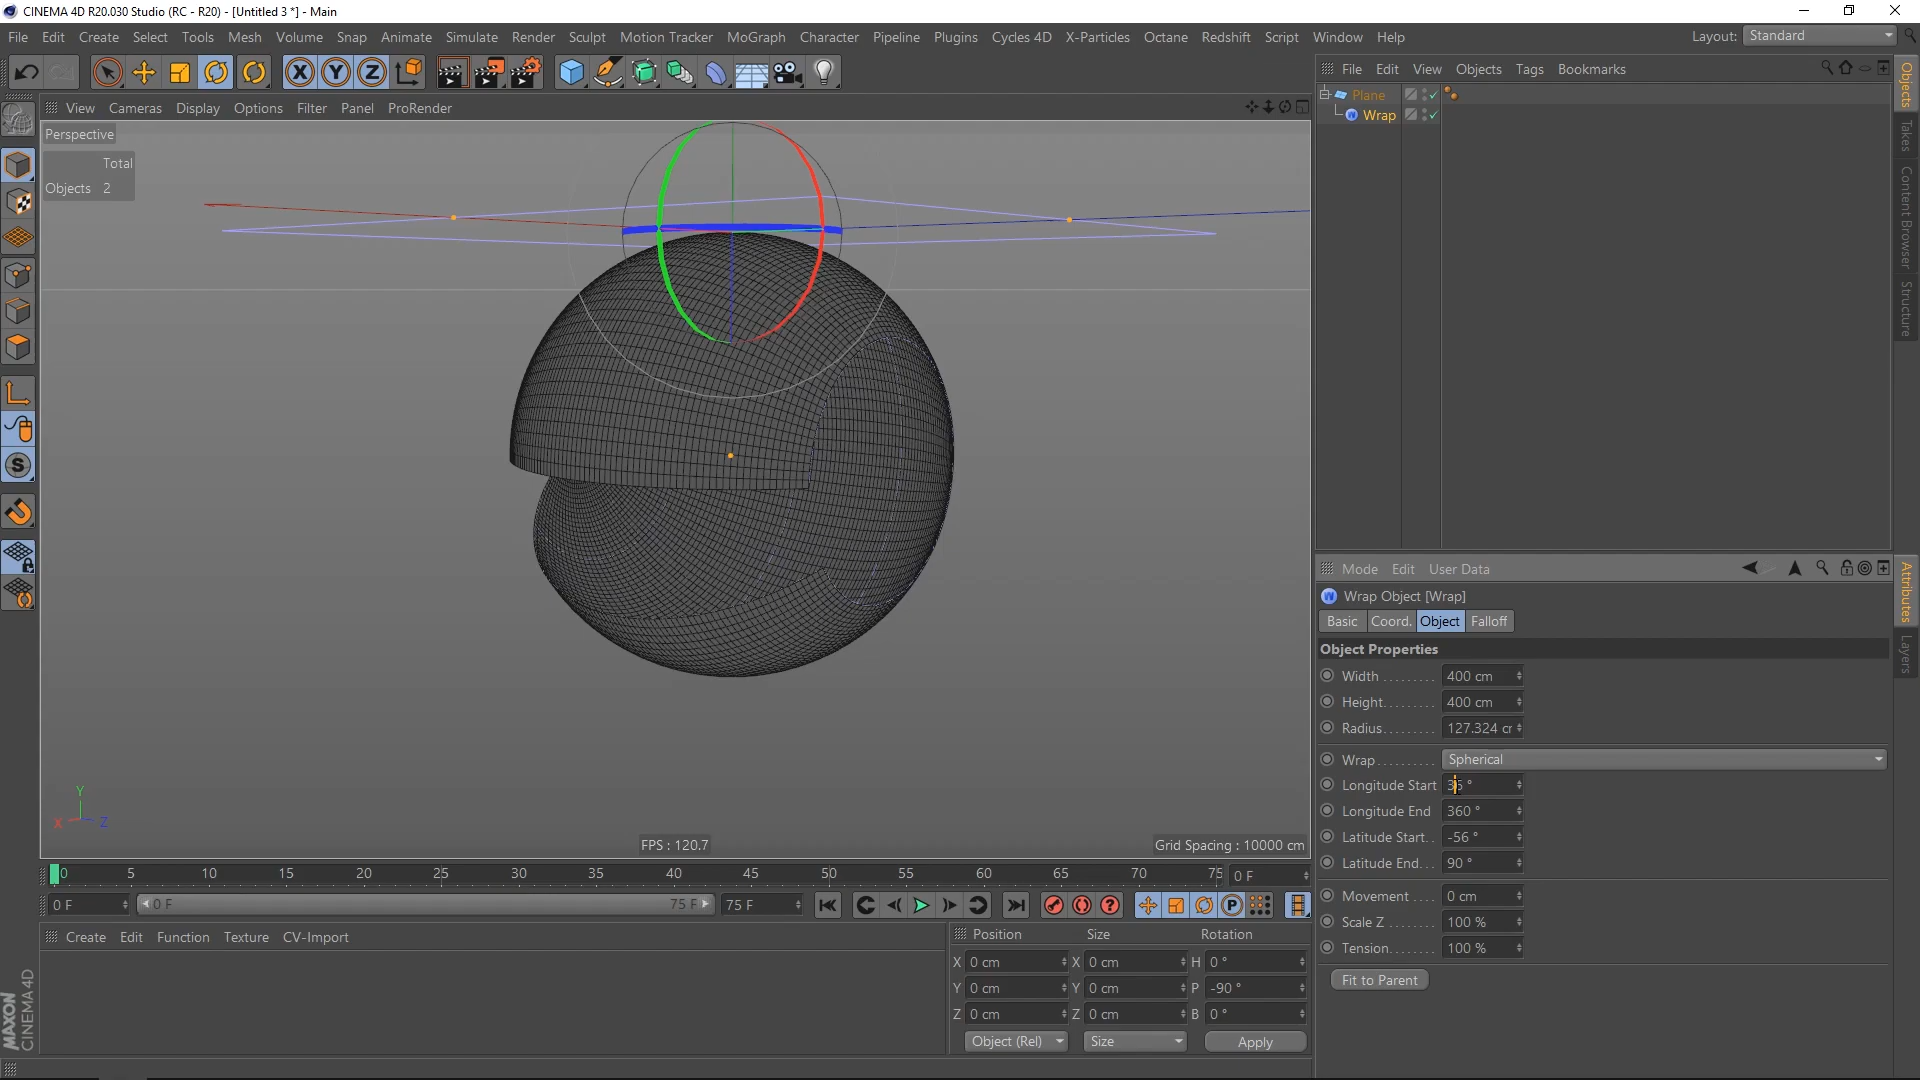 CINEMA 4D R20.030 Studio (RC - R20) - [Untitled 3 *] - Main
File Edit Create Select Tools Mesh Volume Snap Animate Simulate Render Sculpt Motion Tracker MoGraph Character Pipeline Plugins Cycles 4D X-Particles Octane Redshift Script Window Help Layout: Standard
X Y Z
File Edit View Objects Tags Bookmarks
View Cameras Display Options Filter Panel ProRender
Plane
Wrap
Perspective
Total
Objects 2
Objects
Takes
Content Browser
Structure
Mode Edit User Data
Wrap Object [Wrap]
Basic Coord. Object Falloff
Object Properties
Width 400 cm
Height 400 cm
Radius 127.324 cm
Wrap Spherical
Longitude Start
Longitude End 360 °
Latitude Start -56 °
Latitude End 90 °
Movement 0 cm
Scale Z 100 %
Tension 100 %
Fit to Parent
Attributes
Layers
Y
X Z
FPS : 120.7
Grid Spacing : 10000 cm
0 5 10 15 20 25 30 35 40 45 50 55 60 65 70 75 0 F
0 F 0 F 75 F 75 F
Create Edit Function Texture CV-Import
Position Size Rotation
X 0 cm X 0 cm H 0 °
Y 0 cm Y 0 cm P -90 °
Z 0 cm Z 0 cm B 0 °
Object (Rel) Size Apply
MAXON
CINEMA 4D